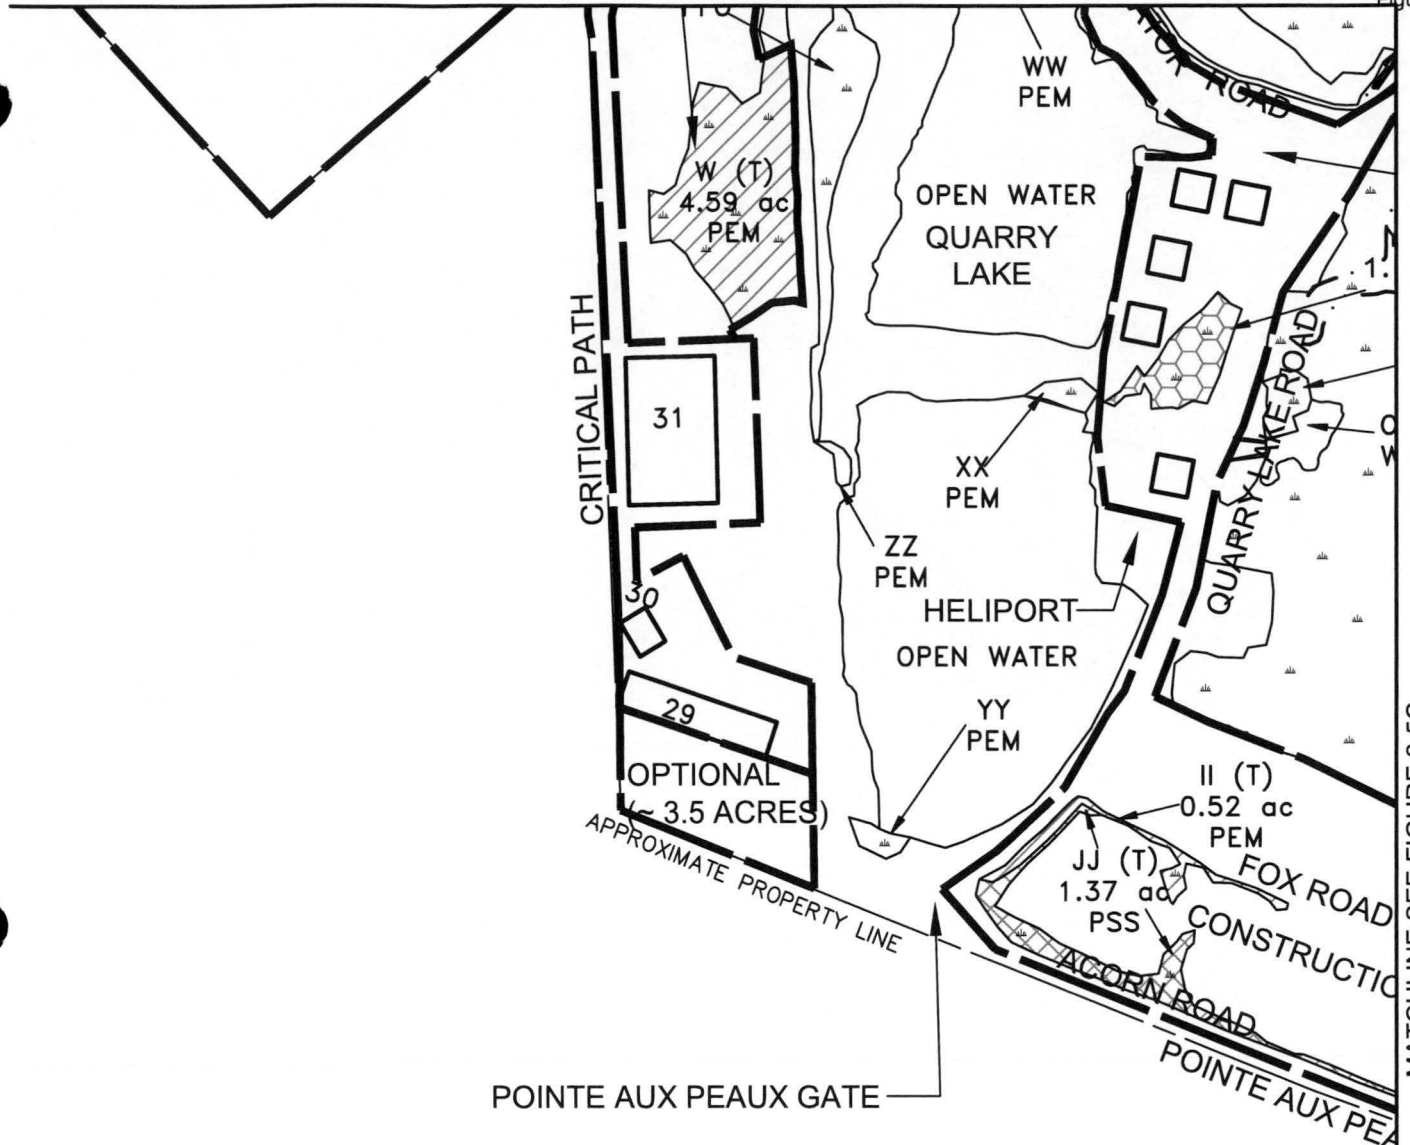 WW
PEM
ROAD
W (T)
4.59 ac
PEM
OPEN WATER
QUARRY
LAKE
CRITICAL PATH
31
XX
PEM
QUARRY LAKE ROAD
ZZ
PEM
30
HELIPORT
OPEN WATER
29
YY
PEM
OPTIONAL
(~ 3.5 ACRES)
II (T)
0.52 ac
PEM
APPROXIMATE PROPERTY LINE
JJ (T)
1.37 ac
PSS
FOX ROAD
CONSTRUCTIO
ACORN ROAD
POINTE AUX PEAUX GATE
POINTE AUX PEA